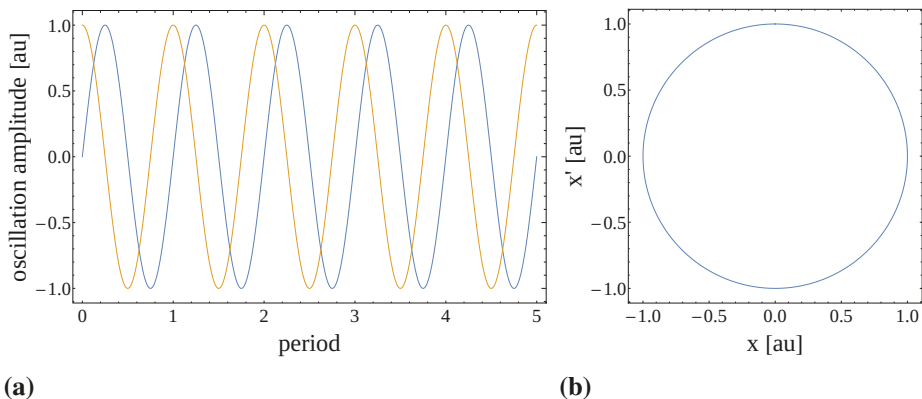 oscillation amplitude [au]
1.0
0.5
0.0
−0.5
−1.0
0 1 2 3 4 5
period
(a)
x' [au]
1.0
0.5
0.0
−0.5
−1.0
−1.0 −0.5 0.0 0.5 1.0
x [au]
(b)